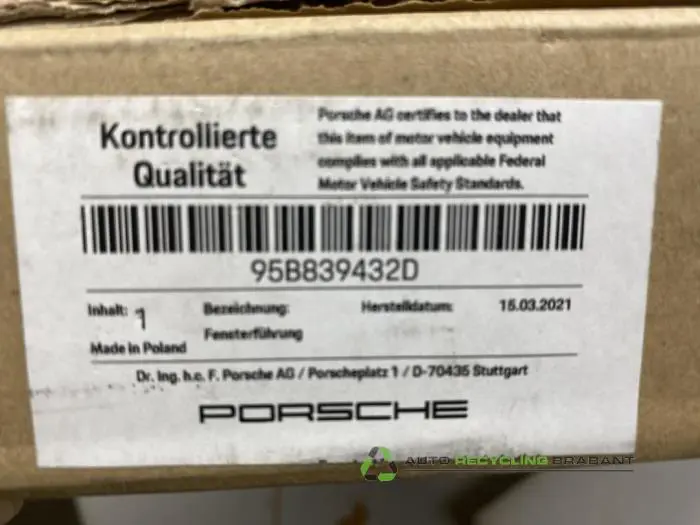 Kontrollierte
Qualität
Porsche AG certifies to the dealer that
this item of motor vehicle equipment
complies with all applicable Federal
Motor Vehicle Safety Standards.
95B839432D
Inhalt: 1
Bezeichnung:
Herstelldatum:
15.03.2021
Fensterführung
Made in Poland
Dr. Ing. h.c. F. Porsche AG / Porscheplatz 1 / D-70435 Stuttgart
PORSCHE
AUTO RECYCLING BRABANT